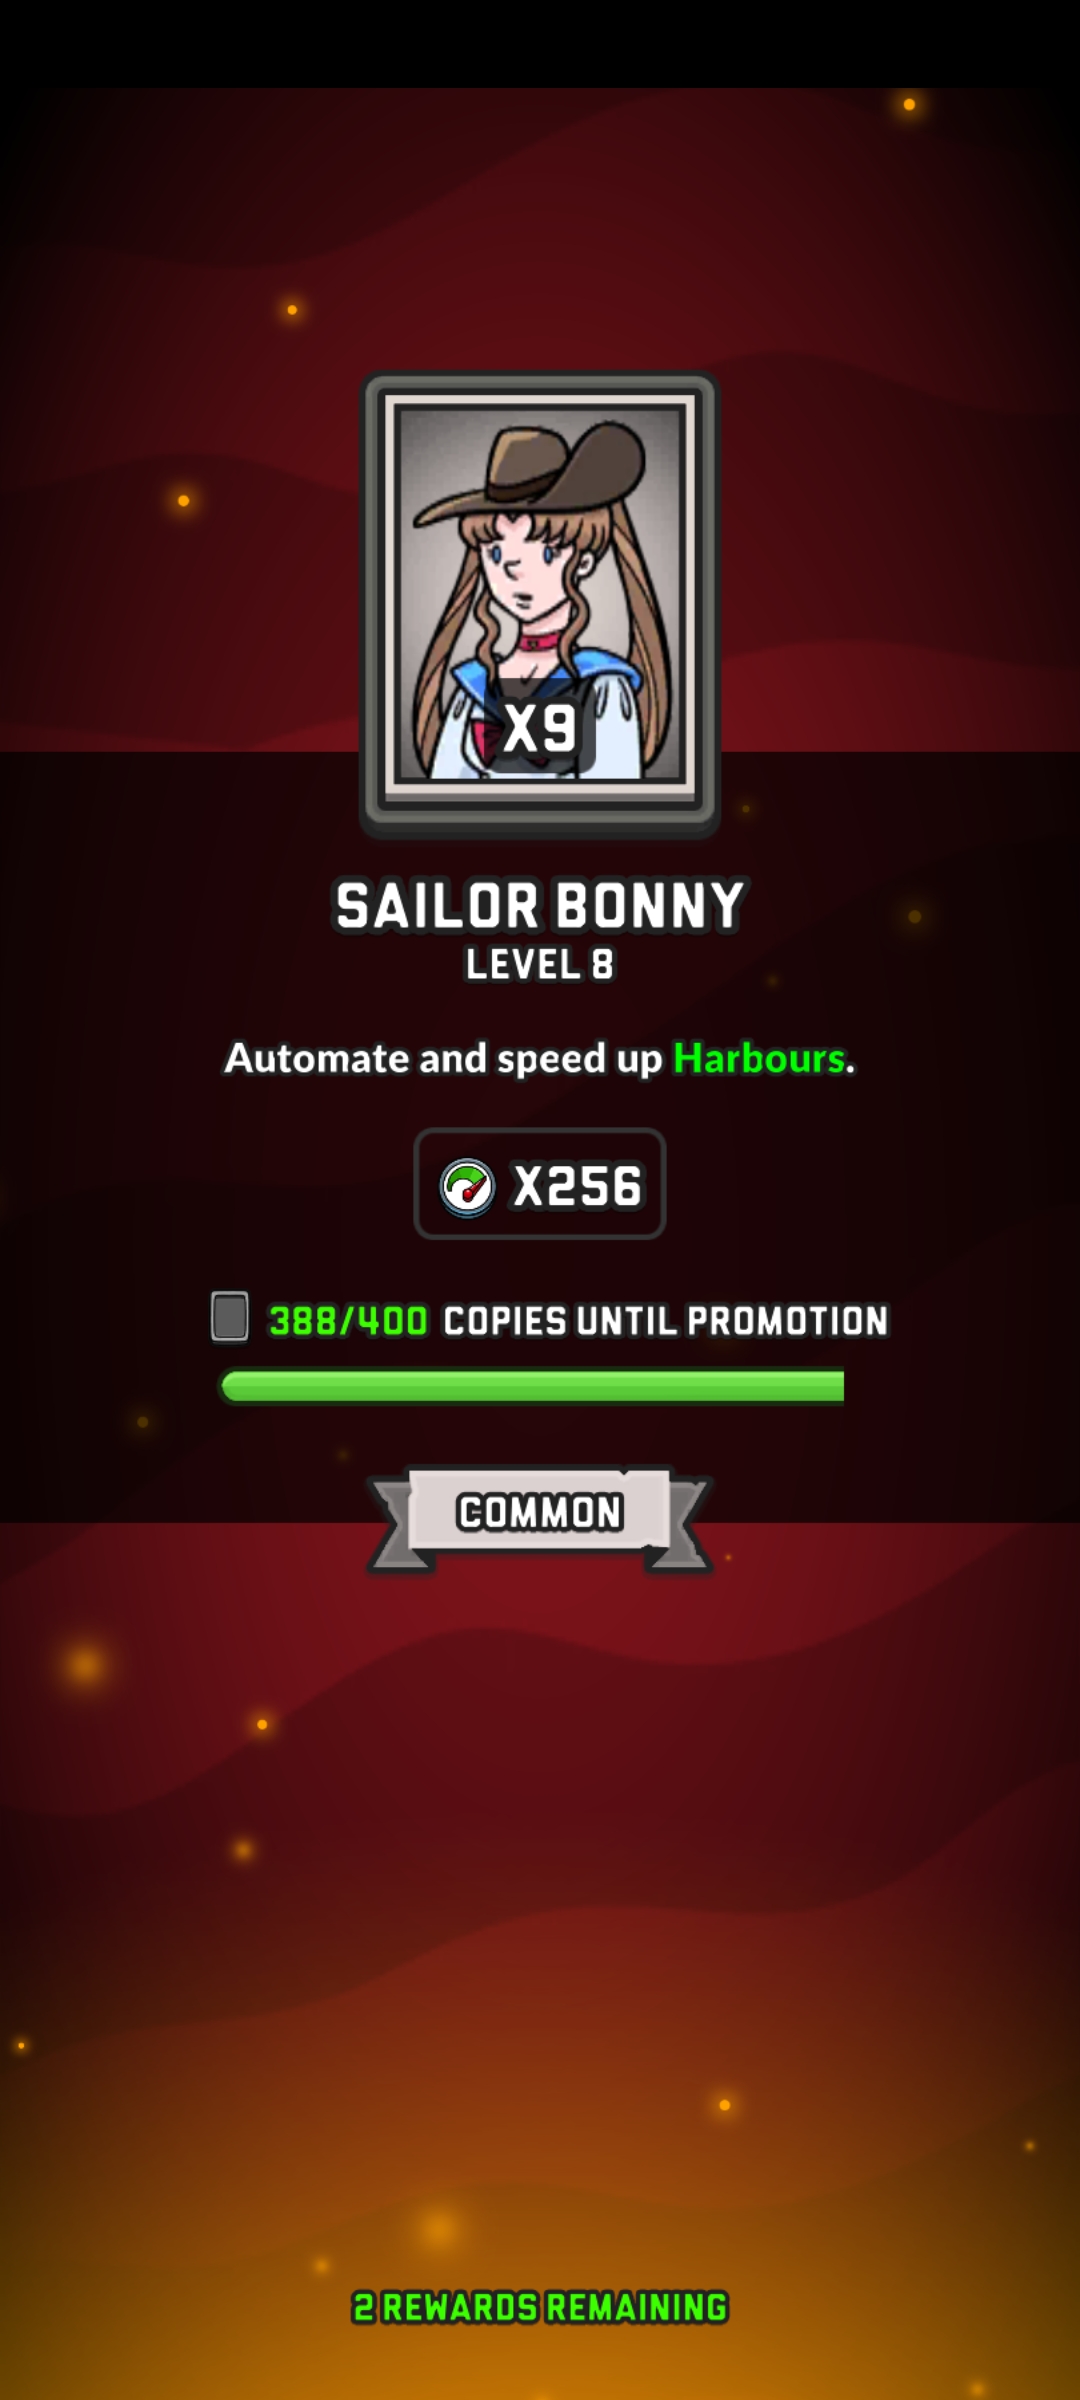 X9
SAILOR BONNY
LEVEL 8
Automate and speed up Harbours.
X256
388/400 COPIES UNTIL PROMOTION
COMMON
2 REWARDS REMAINING